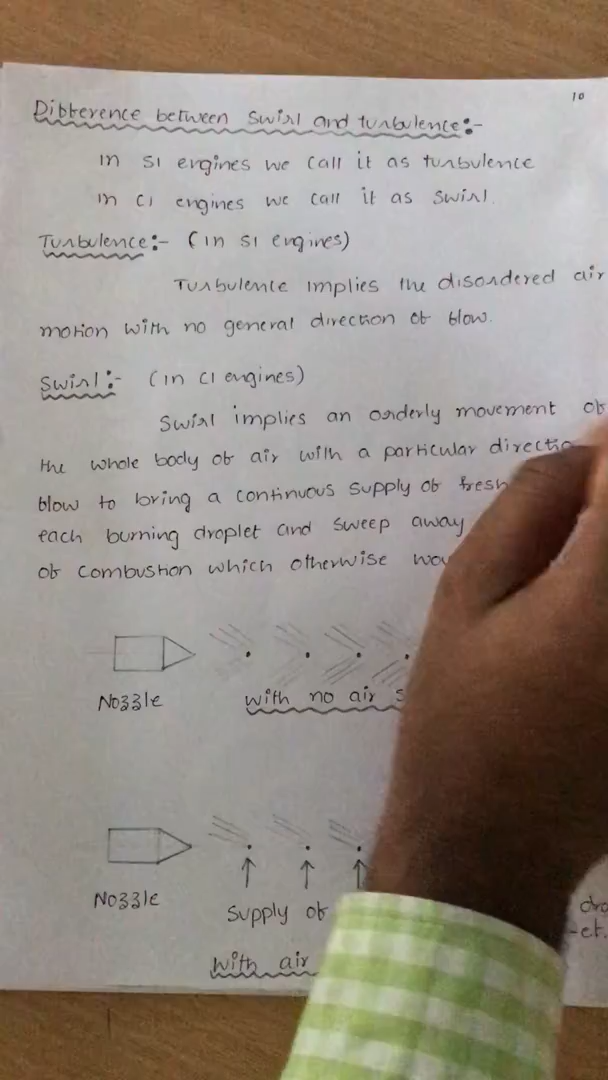 10
Difference between swirl and turbulence:-
In SI engines we call it as turbulence
In CI engines we call it as swirl.
Turbulence:- (In SI engines)
Turbulence implies the disordered air
motion with no general direction of flow.
Swirl:- (In CI engines)
Swirl implies an orderly movement of
the whole body of air with a particular
flow to bring a continuous supply of fresh
each burning droplet and sweep away
of combustion which otherwise
Nozzle
with no air
Nozzle
Supply of
With air